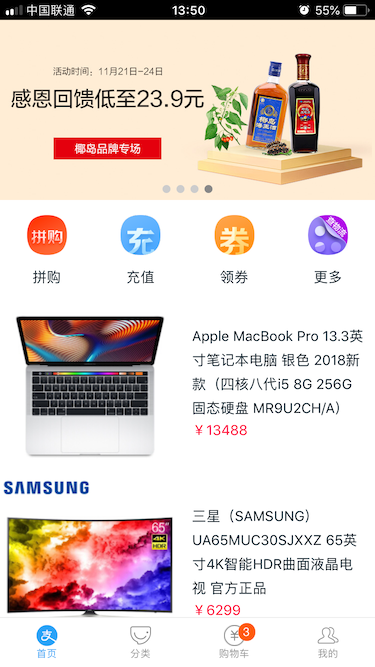 中国联通 13:50 55%
活动时间：11月21日-24日
感恩回馈低至23.9元
椰岛品牌专场
拼购 充 券
拼购 充值 领券 更多
Apple MacBook Pro 13.3英
寸笔记本电脑 银色 2018新
款（四核八代i5 8G 256G
固态硬盘 MR9U2CH/A）
￥13488
SAMSUNG
65"
4K
HDR
三星（SAMSUNG）
UA65MUC30SJXXZ 65英
寸4K智能HDR曲面液晶电
视 官方正品
￥6299
支 ¥ 3
首页 分类 购物车 我的